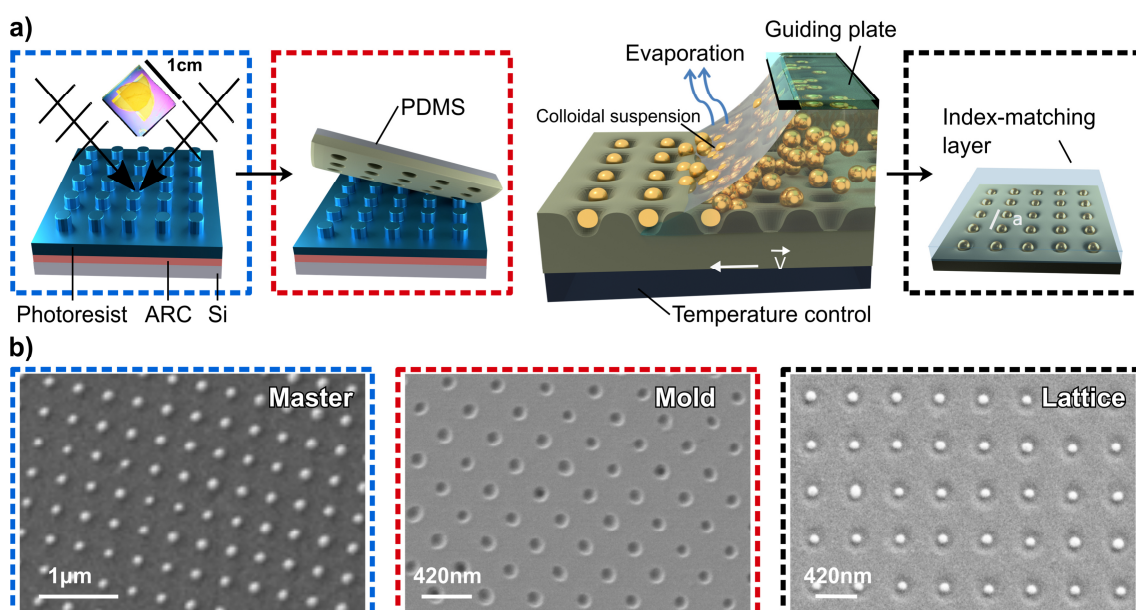 a)
1cm
PDMS
Photoresist ARC Si
Evaporation
Guiding plate
Colloidal suspension
v
Temperature control
Index-matching
layer
a
b)
Master
1µm
Mold
420nm
Lattice
420nm